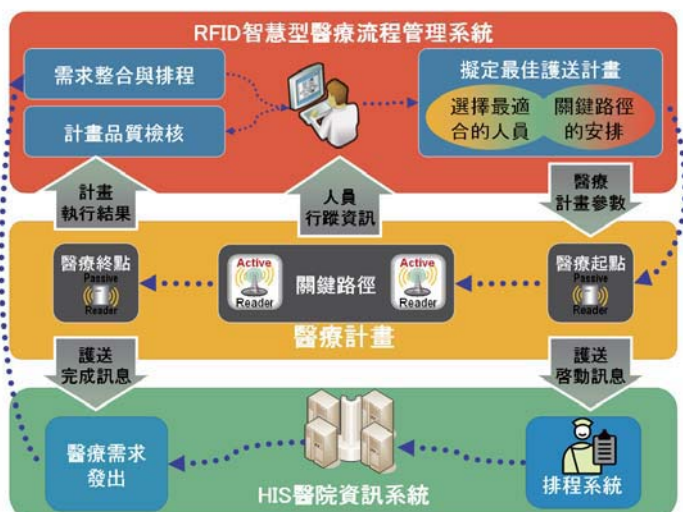 RFID智慧型醫療流程管理系統
需求整合與排程
計畫品質檢核
擬定最佳護送計畫
選擇最適
合的人員
關鍵路徑
的安排
計畫
執行結果
人員
行蹤資訊
醫療
計畫參數
醫療終點
Passive
Reader
Active
Reader
關鍵路徑
Active
Reader
醫療起點
Passive
Reader
醫療計畫
護送
完成訊息
護送
啓動訊息
醫療需求
發出
HIS醫院資訊系統
排程系統